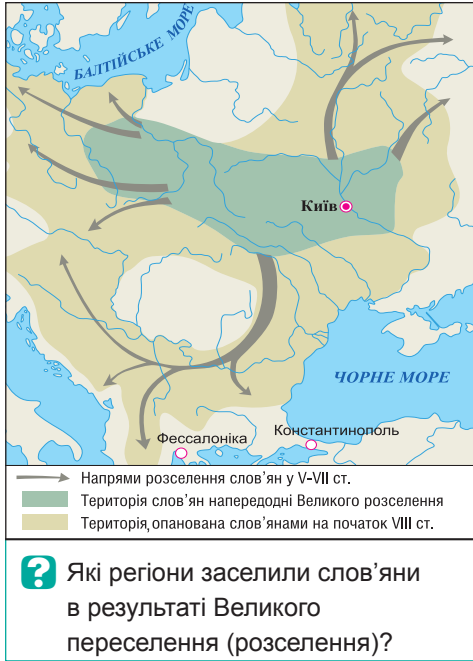 БАЛТІЙСЬКЕ МОРЕ
Київ
ЧОРНЕ МОРЕ
Фессалоніка
Константинополь
Напрями розселення слов’ян у V-VII ст.
Територія слов’ян напередодні Великого розселення
Територія, опанована слов’янами на початок VIII ст.
? Які регіони заселили слов’яни
в результаті Великого
переселення (розселення)?